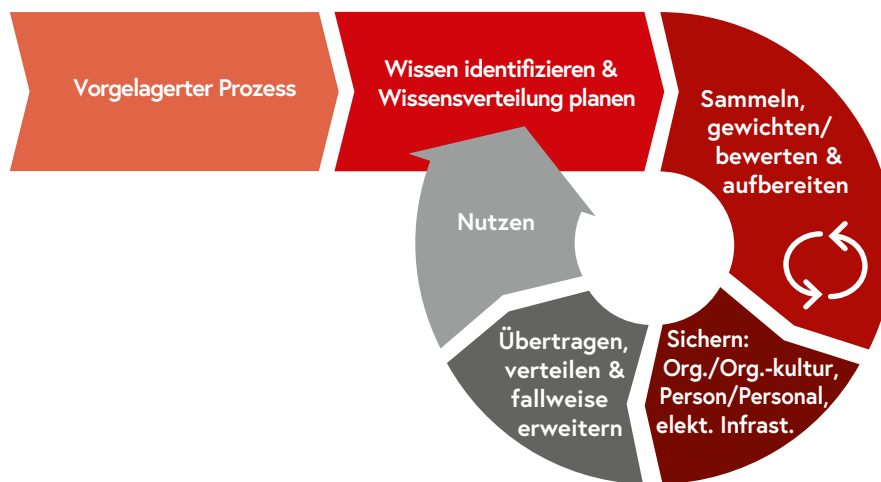 Vorgelagerter Prozess
Wissen identifizieren &
Wissensverteilung planen
Sammeln,
gewichten/
bewerten &
aufbereiten
Sichern:
Org./Org.-kultur,
Person/Personal,
elekt. Infrast.
Übertragen,
verteilen &
fallweise
erweitern
Nutzen